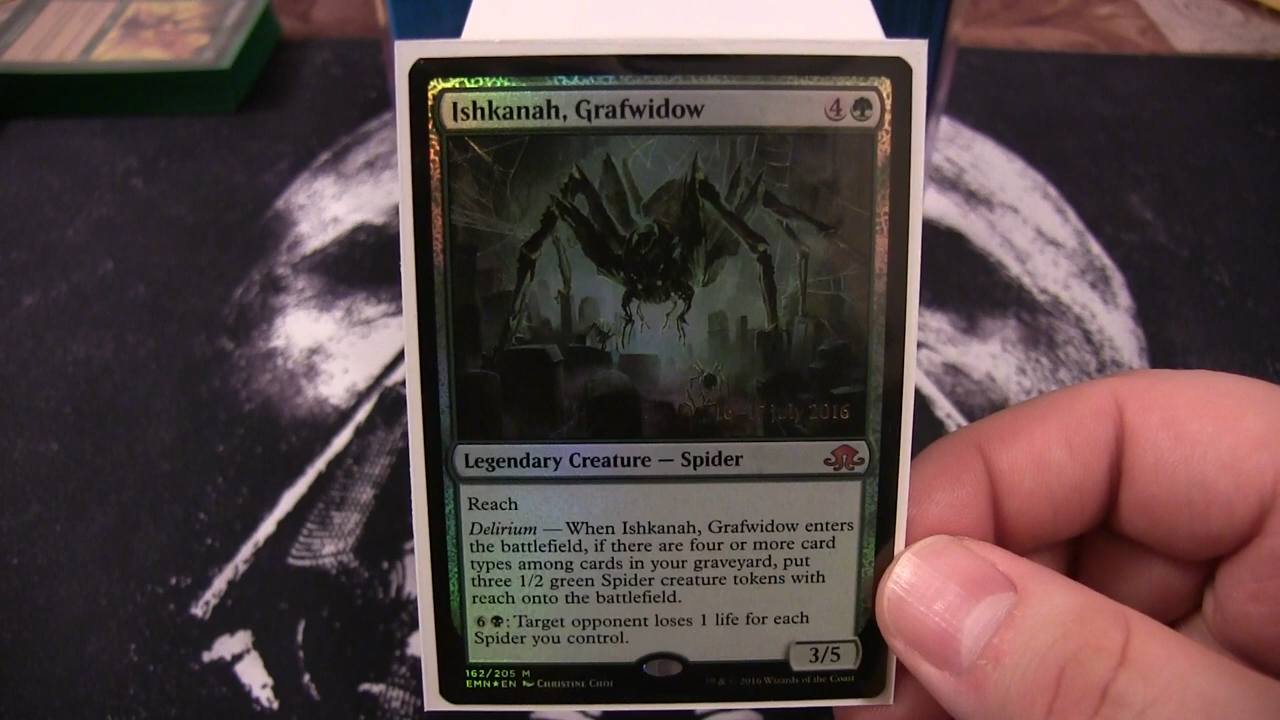 Ishkanah, Grafwidow 4
16–17 july 2016
Legendary Creature — Spider
Reach
Delirium — When Ishkanah, Grafwidow enters
the battlefield, if there are four or more card
types among cards in your graveyard, put
three 1/2 green Spider creature tokens with
reach onto the battlefield.
6 : Target opponent loses 1 life for each
Spider you control.
3/5
162/205 M
EMN★EN Christine Choi
™ & © 2016 Wizards of the Coast